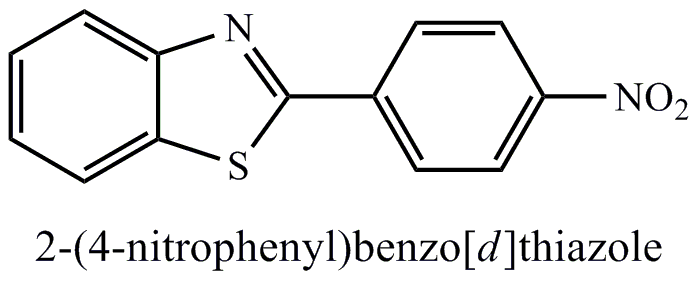 N
S
NO₂
2-(4-nitrophenyl)benzo[d]thiazole